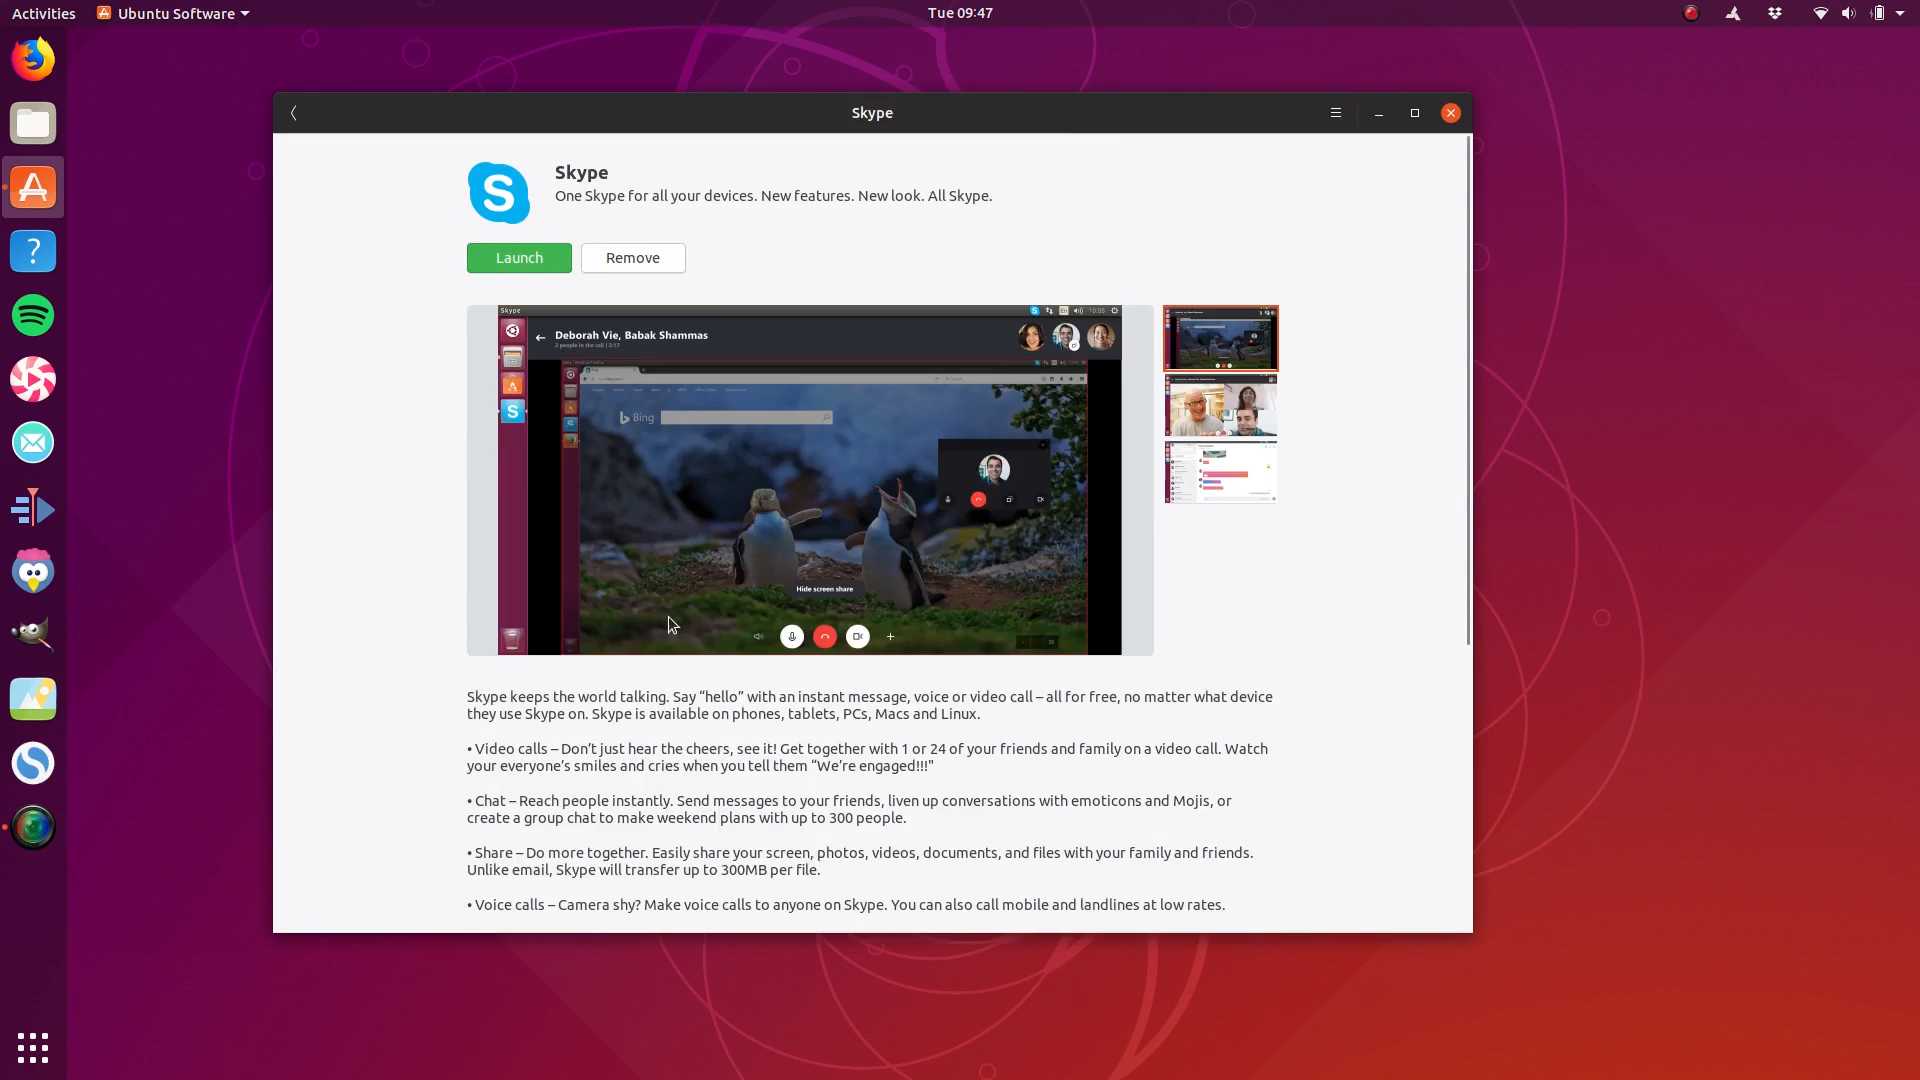 Activities
Ubuntu Software
Tue 09:47
Skype
Skype
One Skype for all your devices. New features. New look. All Skype.
Launch
Remove
Skype
10:08
Deborah Vie, Babak Shammas
2 people in the call | 2:17
Bing
Hide screen share
Skype keeps the world talking. Say “hello” with an instant message, voice or video call – all for free, no matter what device
they use Skype on. Skype is available on phones, tablets, PCs, Macs and Linux.
• Video calls – Don’t just hear the cheers, see it! Get together with 1 or 24 of your friends and family on a video call. Watch
your everyone’s smiles and cries when you tell them “We’re engaged!!!"
• Chat – Reach people instantly. Send messages to your friends, liven up conversations with emoticons and Mojis, or
create a group chat to make weekend plans with up to 300 people.
• Share – Do more together. Easily share your screen, photos, videos, documents, and files with your family and friends.
Unlike email, Skype will transfer up to 300MB per file.
• Voice calls – Camera shy? Make voice calls to anyone on Skype. You can also call mobile and landlines at low rates.